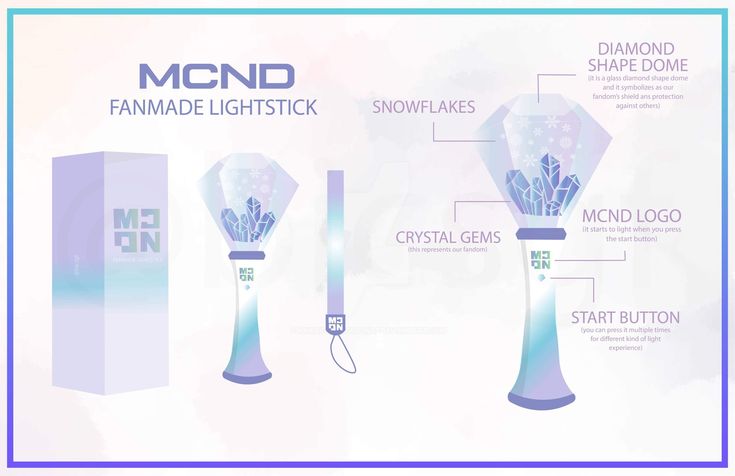 MCND
FANMADE LIGHTSTICK
DIAMOND
SHAPE DOME
(it is a glass diamond shape dome
and it symbolizes as our
fandom's shield ans protection
against others)
SNOWFLAKES
CRYSTAL GEMS
(this represents our fandom)
MCND LOGO
(it starts to light when you press
the start button)
START BUTTON
(you can press it multiple times
for different kind of light
experience)